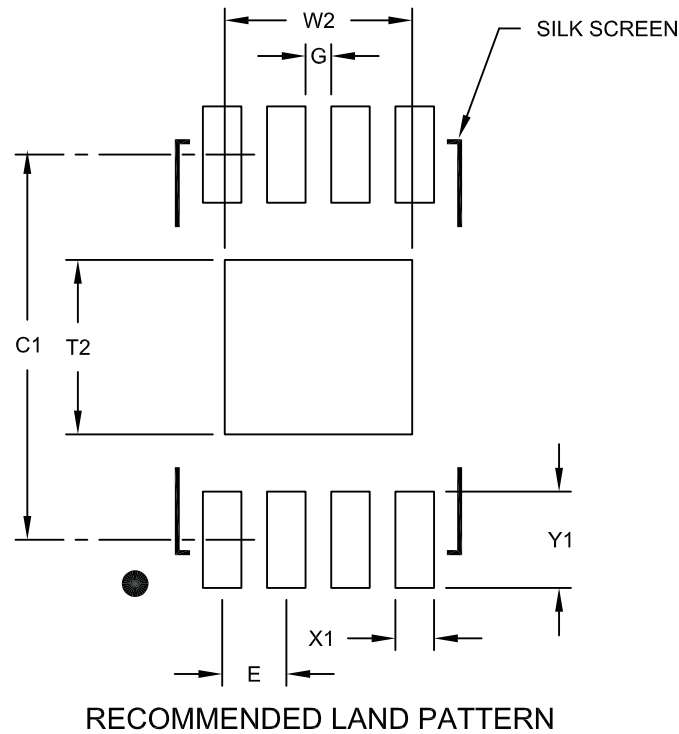 W2
SILK SCREEN
G
C1
T2
Y1
X1
E
RECOMMENDED LAND PATTERN